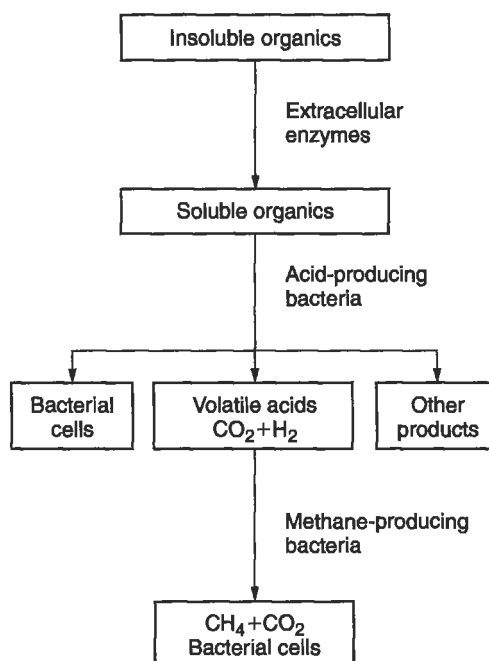 Insoluble organics
Extracellular
enzymes
Soluble organics
Acid-producing
bacteria
Bacterial
cells
Volatile acids
CO₂+H₂
Other
products
Methane-producing
bacteria
CH₄+CO₂
Bacterial cells